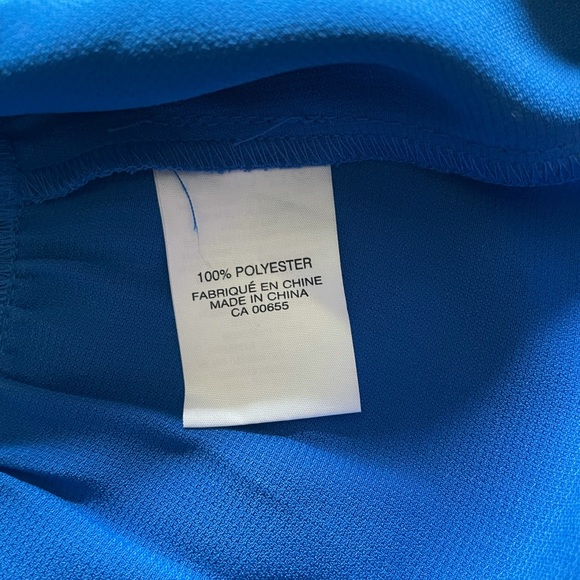 100% POLYESTER
FABRIQUÉ EN CHINE
MADE IN CHINA
CA 00655